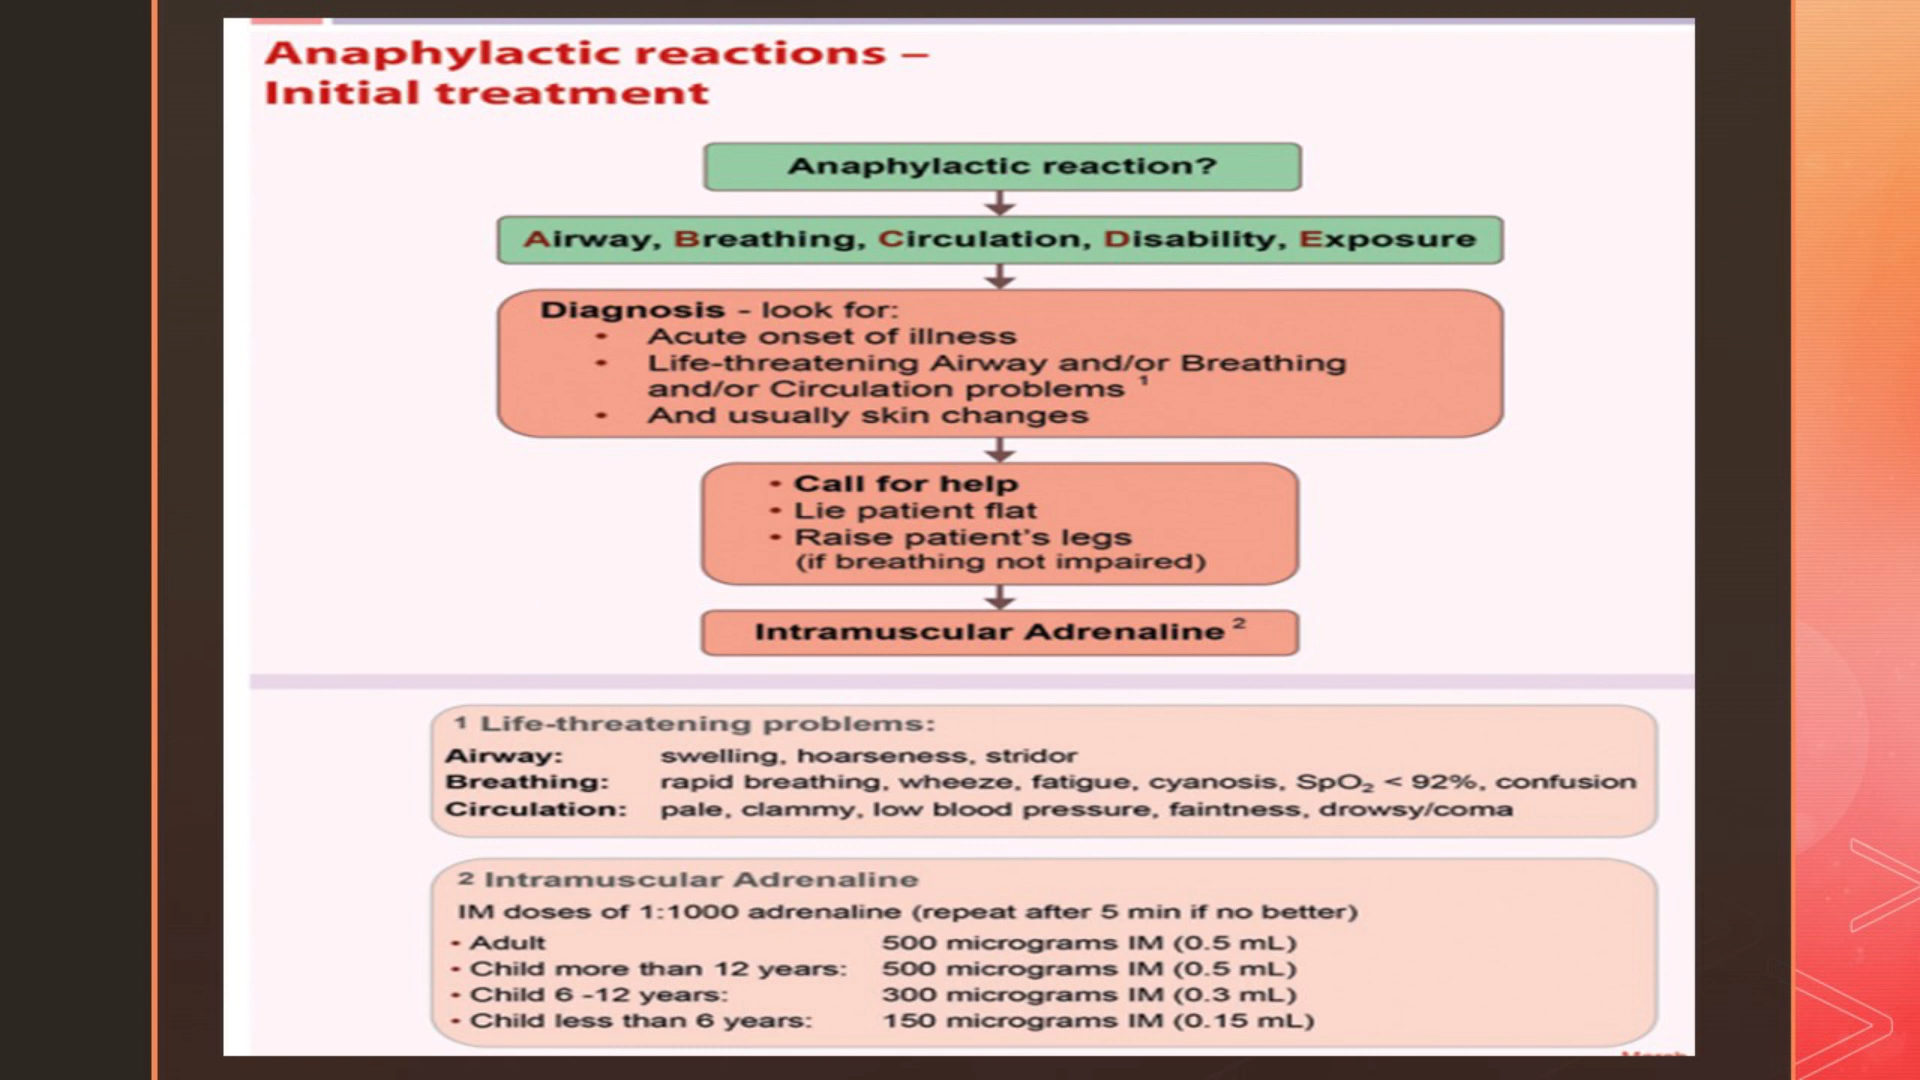 Anaphylactic reactions –
Initial treatment
Anaphylactic reaction?
Airway, Breathing, Circulation, Disability, Exposure
Diagnosis - look for:
• Acute onset of illness
• Life-threatening Airway and/or Breathing
and/or Circulation problems ¹
• And usually skin changes
• Call for help
• Lie patient flat
• Raise patient's legs
(if breathing not impaired)
Intramuscular Adrenaline ²
¹ Life-threatening problems:
Airway: swelling, hoarseness, stridor
Breathing: rapid breathing, wheeze, fatigue, cyanosis, SpO₂ < 92%, confusion
Circulation: pale, clammy, low blood pressure, faintness, drowsy/coma
² Intramuscular Adrenaline
IM doses of 1:1000 adrenaline (repeat after 5 min if no better)
• Adult 500 micrograms IM (0.5 mL)
• Child more than 12 years: 500 micrograms IM (0.5 mL)
• Child 6 -12 years: 300 micrograms IM (0.3 mL)
• Child less than 6 years: 150 micrograms IM (0.15 mL)